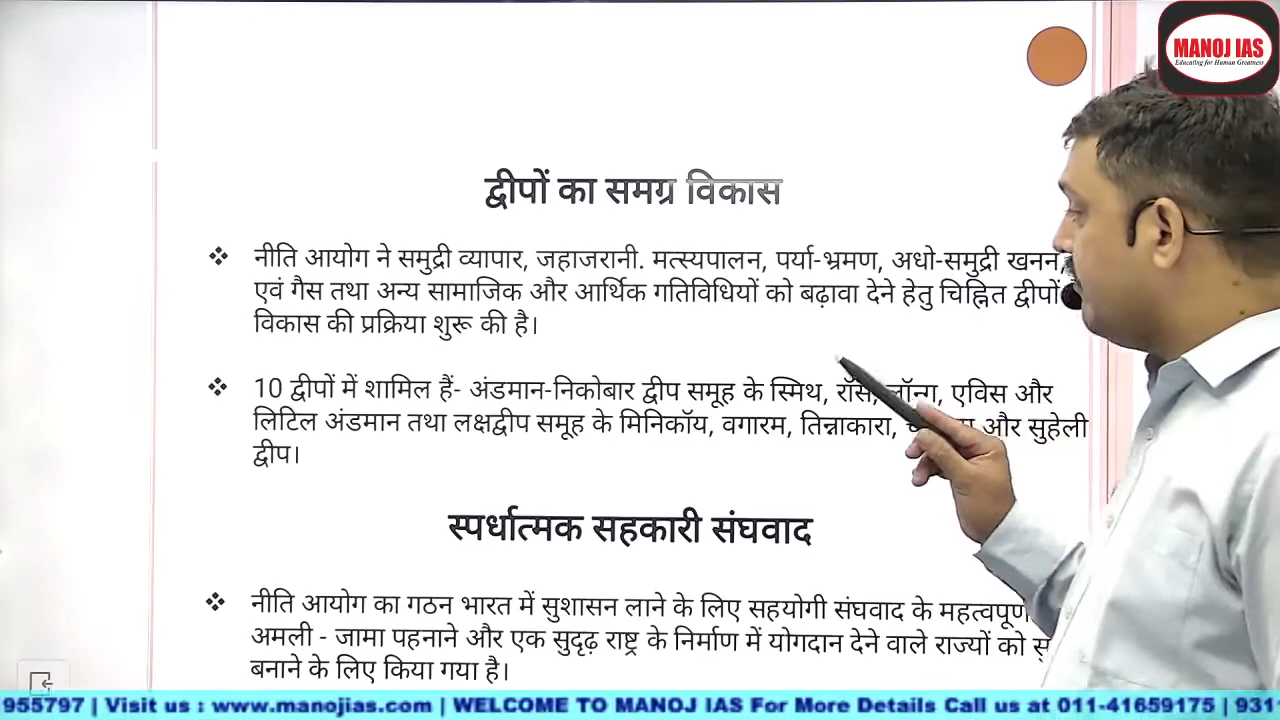 MANOJ IAS
Educating for Human Greatness
द्वीपों का समग्र विकास
❖ नीति आयोग ने समुद्री व्यापार, जहाजरानी. मत्स्यपालन, पर्या-भ्रमण, अधो-समुद्री खनन,
एवं गैस तथा अन्य सामाजिक और आर्थिक गतिविधियों को बढ़ावा देने हेतु चिह्नित द्वीपों
विकास की प्रक्रिया शुरू की है।
❖ 10 द्वीपों में शामिल हैं- अंडमान-निकोबार द्वीप समूह के स्मिथ, रॉस, लॉन्ग, एविस और
लिटिल अंडमान तथा लक्षद्वीप समूह के मिनिकॉय, वगारम, तिन्नाकारा, और सुहेली
द्वीप।
स्पर्धात्मक सहकारी संघवाद
❖ नीति आयोग का गठन भारत में सुशासन लाने के लिए सहयोगी संघवाद के महत्वपूर्ण
अमली - जामा पहनाने और एक सुदृढ़ राष्ट्र के निर्माण में योगदान देने वाले राज्यों को
बनाने के लिए किया गया है।
955797 | Visit us : www.manojias.com | WELCOME TO MANOJ IAS For More Details Call us at 011-41659175 | 931